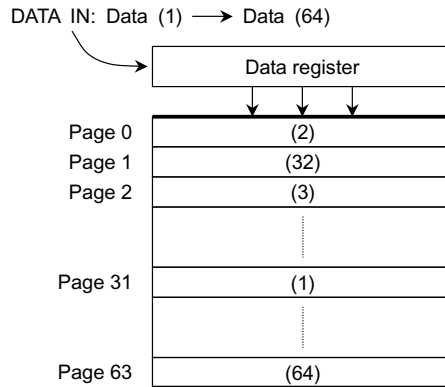 DATA IN: Data (1) ⟶ Data (64)
Data register
Page 0 (2)
Page 1 (32)
Page 2 (3)
Page 31 (1)
Page 63 (64)